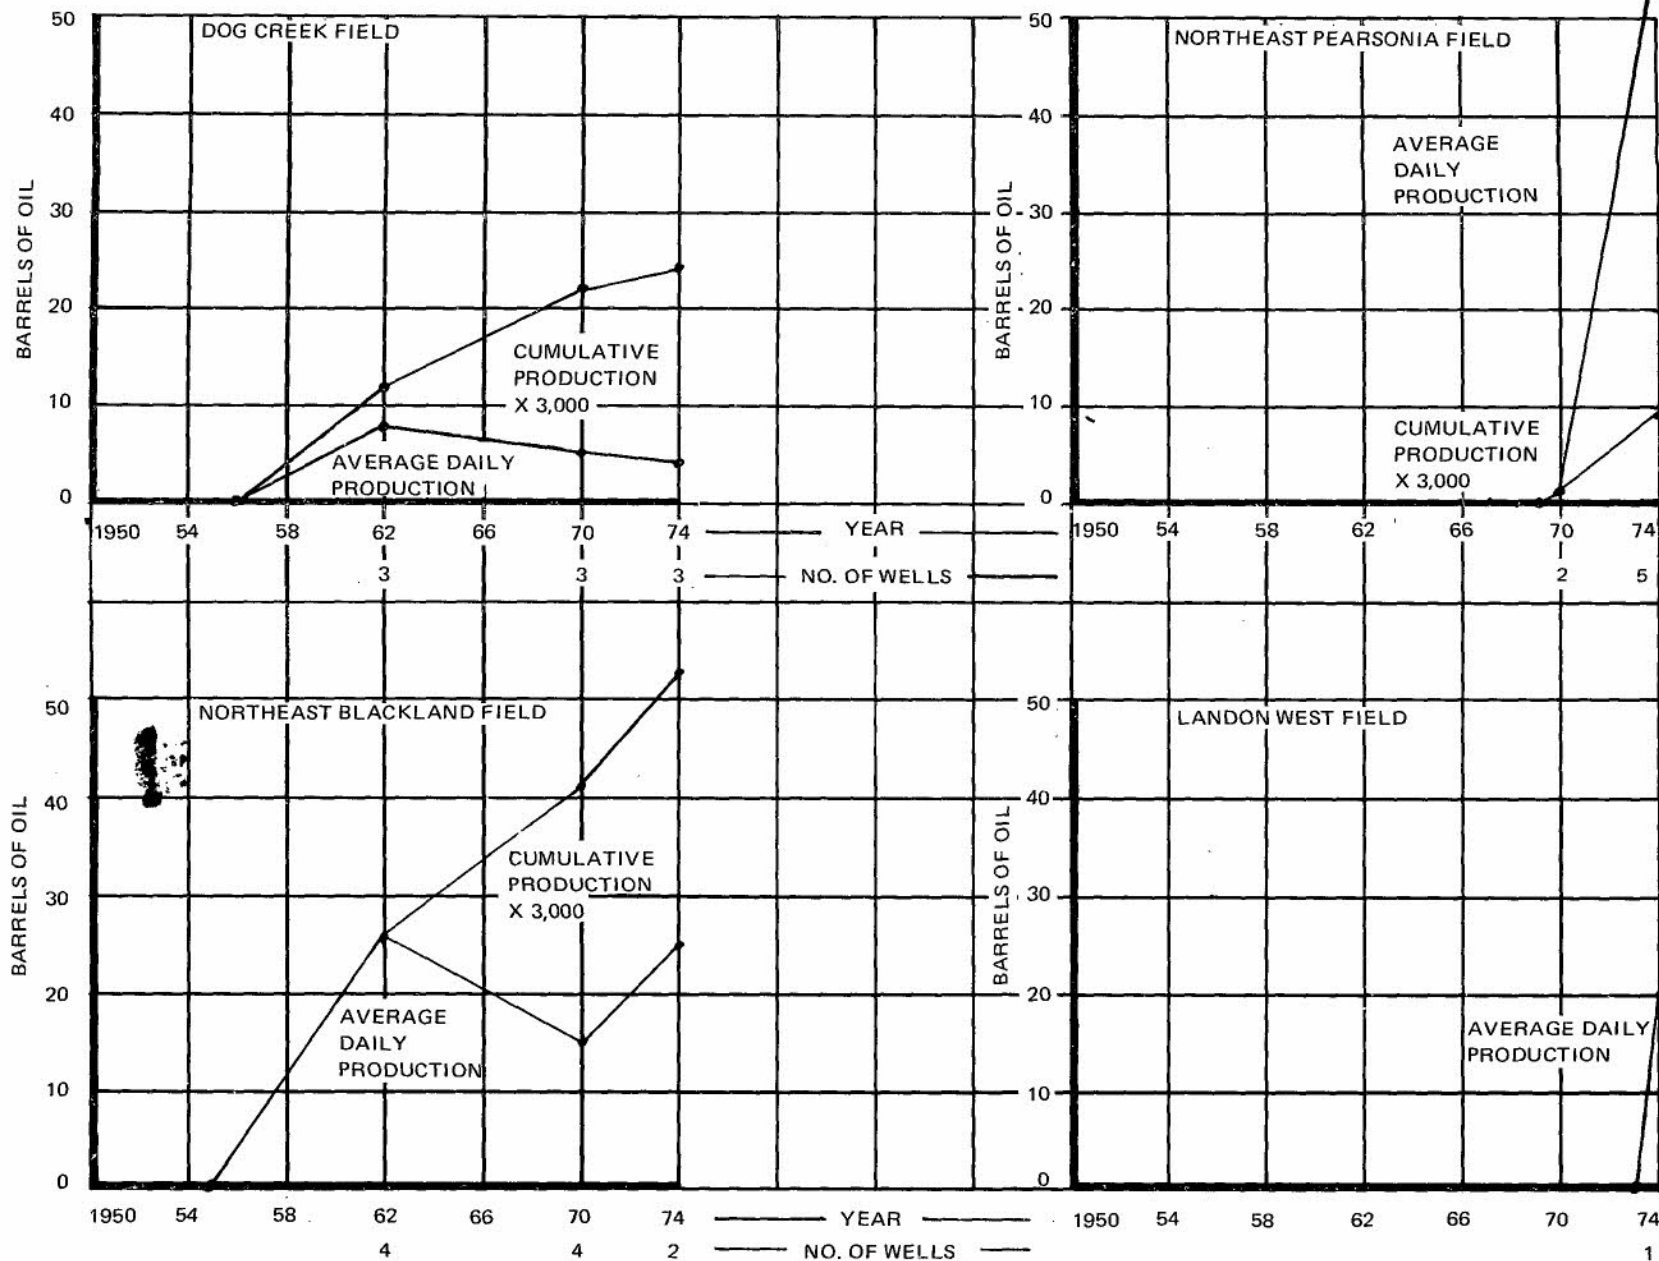 DOG CREEK FIELD
50
40
30
20
10
0
BARRELS OF OIL
CUMULATIVE
PRODUCTION
X 3,000
AVERAGE DAILY
PRODUCTION
1950 54 58 62 66 70 74 YEAR
3 3 3 NO. OF WELLS
NORTHEAST PEARSONIA FIELD
50
40
30
20
10
0
BARRELS OF OIL
AVERAGE
DAILY
PRODUCTION
CUMULATIVE
PRODUCTION
X 3,000
1950 54 58 62 66 70 74
2 5
NORTHEAST BLACKLAND FIELD
50
40
30
20
10
0
BARRELS OF OIL
CUMULATIVE
PRODUCTION
X 3,000
AVERAGE
DAILY
PRODUCTION
1950 54 58 62 66 70 74 YEAR
4 4 2 NO. OF WELLS
LANDON WEST FIELD
50
40
30
20
10
0
BARRELS OF OIL
AVERAGE DAILY
PRODUCTION
1950 54 58 62 66 70 74
1